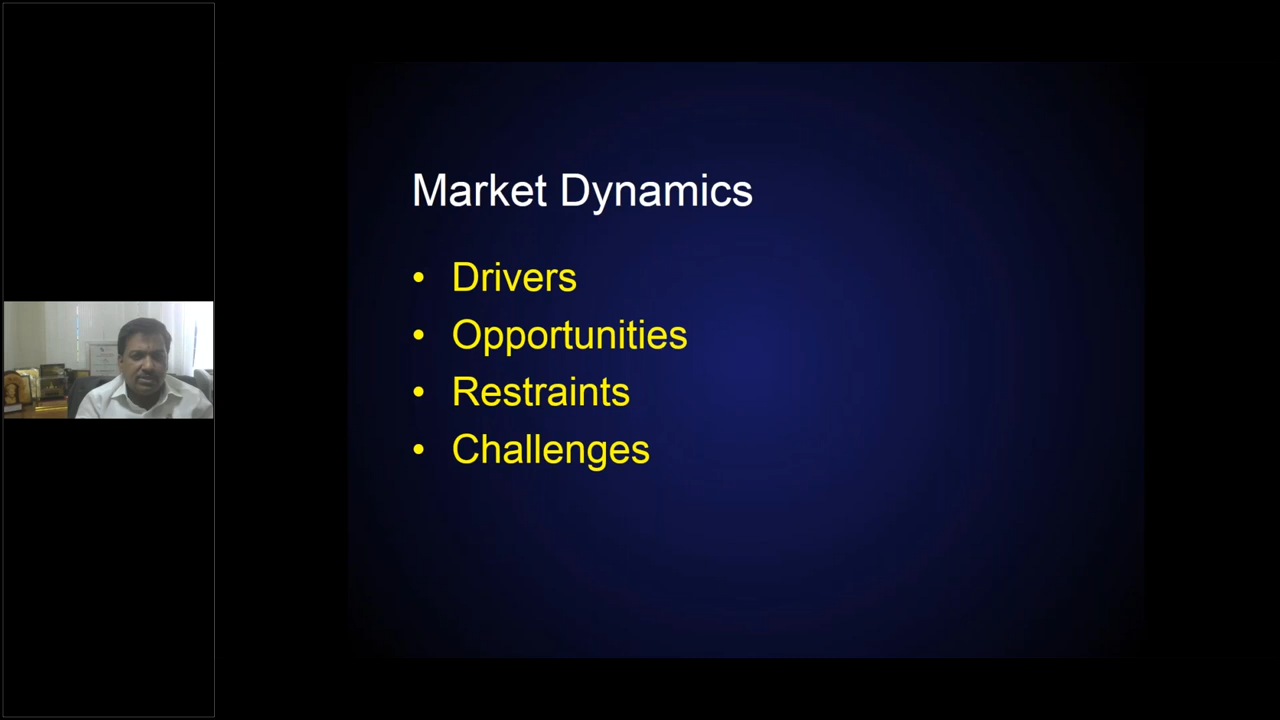 Market Dynamics
• Drivers
• Opportunities
• Restraints
• Challenges